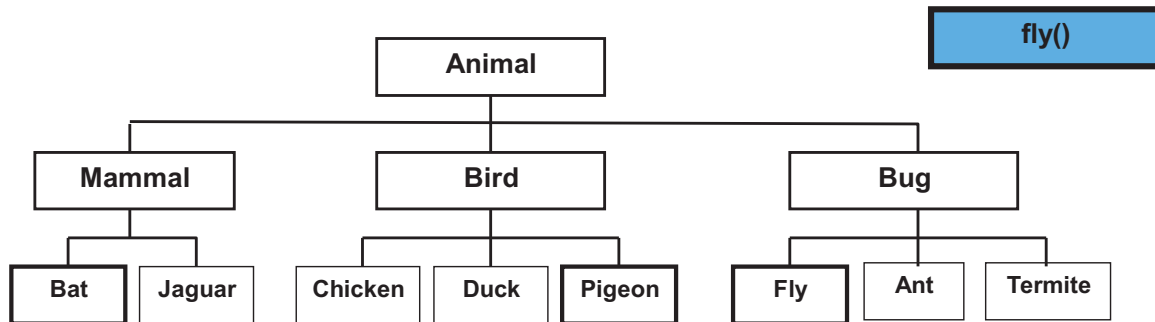 fly()
Animal
Mammal
Bird
Bug
Bat
Jaguar
Chicken
Duck
Pigeon
Fly
Ant
Termite